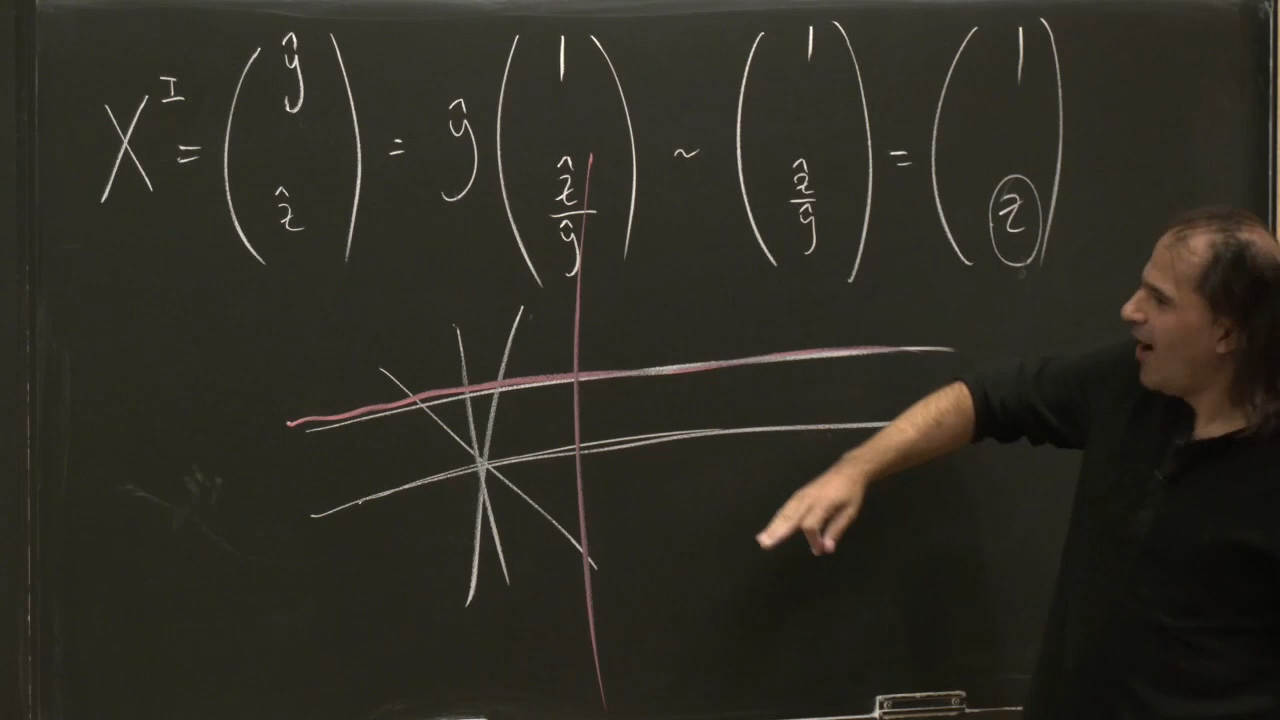 X^I = ( ŷ ẑ ) = ŷ ( 1 ẑ/ŷ ) ~ ( 1 ẑ/ŷ ) = ( 1 z )